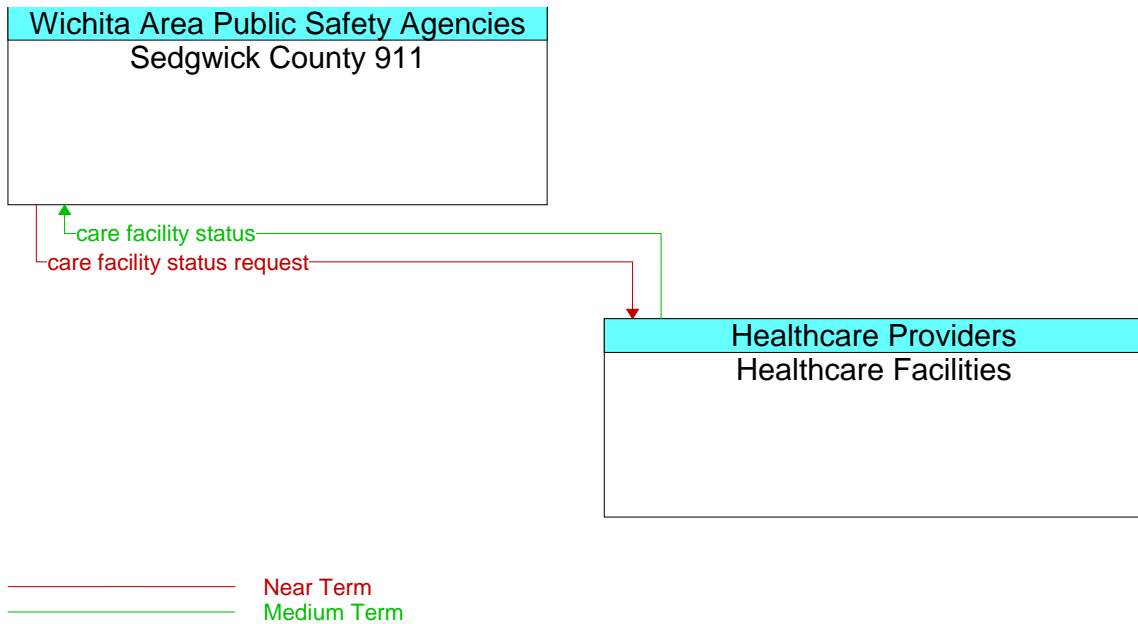 Wichita Area Public Safety Agencies
Sedgwick County 911
care facility status
care facility status request
Healthcare Providers
Healthcare Facilities
Near Term
Medium Term